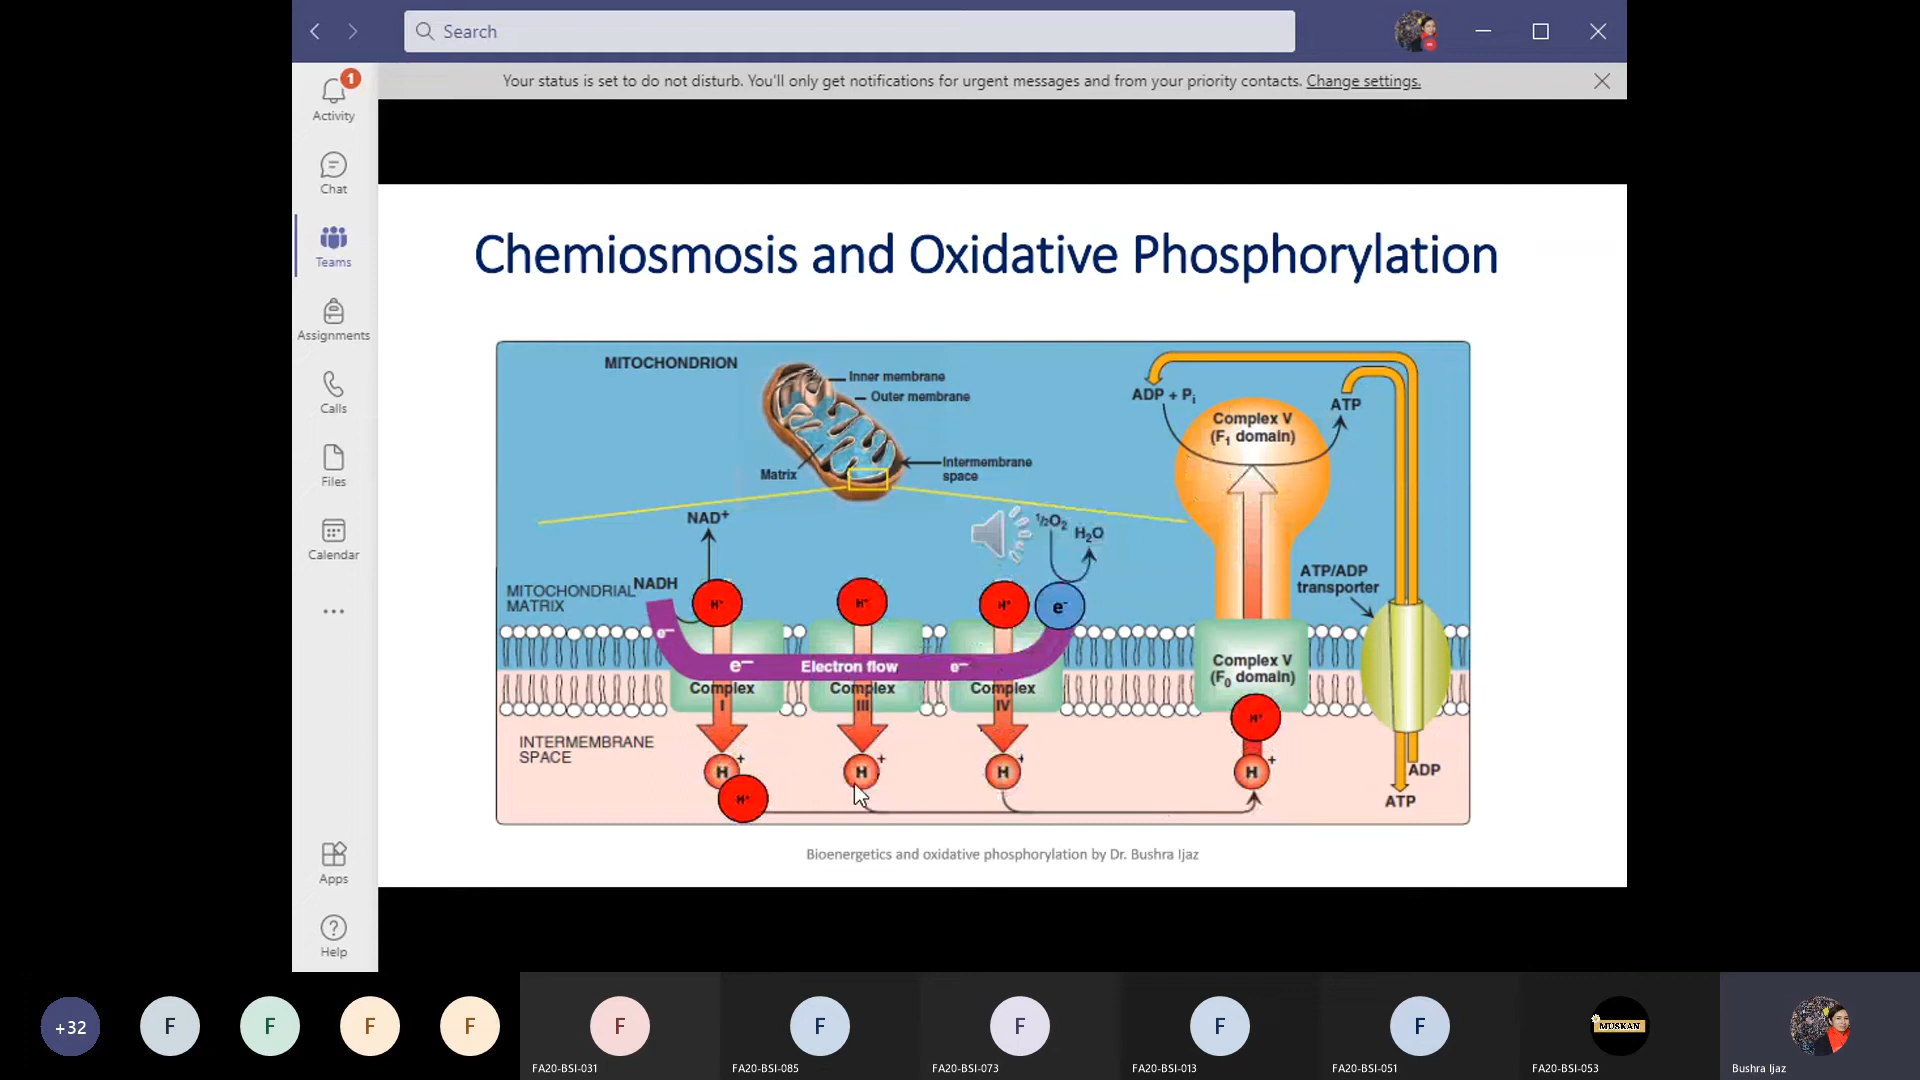 Search
Your status is set to do not disturb. You'll only get notifications for urgent messages and from your priority contacts. Change settings.
1
Activity
Chat
Teams
Assignments
Calls
Files
Calendar
Apps
Help
Chemiosmosis and Oxidative Phosphorylation
MITOCHONDRION
Inner membrane
Outer membrane
Matrix
Intermembrane
space
ADP + Pi
ATP
Complex V
(F1 domain)
NAD+
½O2
H2O
ATP/ADP
transporter
MITOCHONDRIAL
MATRIX
NADH
H+
H+
H+
e-
e-
e-
Electron flow
e-
Complex
I
Complex
III
Complex
IV
Complex V
(F0 domain)
H+
INTERMEMBRANE
SPACE
H+
H+
H+
H+
H+
ADP
ATP
Bioenergetics and oxidative phosphorylation by Dr. Bushra Ijaz
+32
F
F
F
F
F
F
F
F
F
MUSKAN
FA20-BSI-031
FA20-BSI-085
FA20-BSI-073
FA20-BSI-013
FA20-BSI-051
FA20-BSI-053
Bushra Ijaz